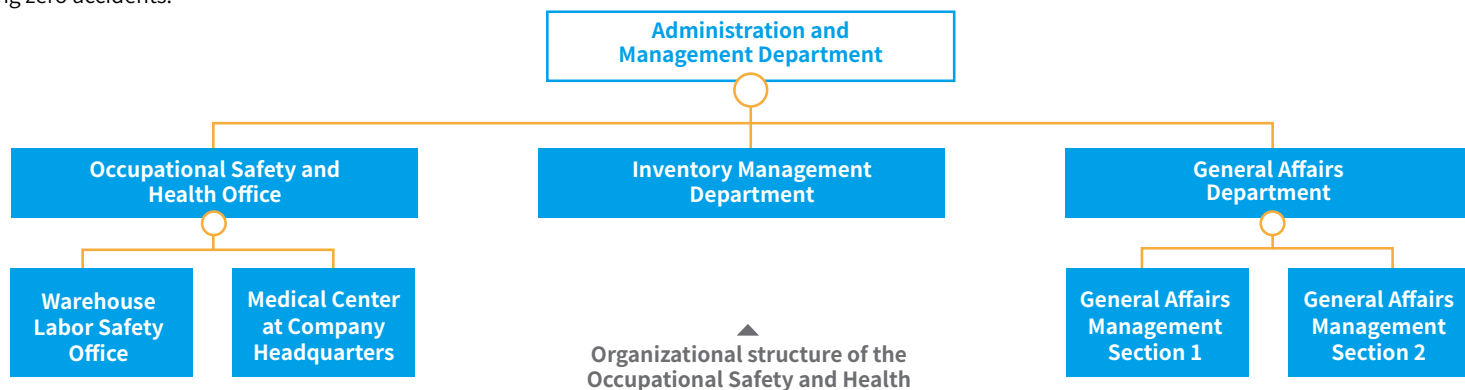 ng zero accidents.
Administration and
Management Department
Occupational Safety and
Health Office
Inventory Management
Department
General Affairs
Department
Warehouse
Labor Safety
Office
Medical Center
at Company
Headquarters
General Affairs
Management
Section 1
General Affairs
Management
Section 2
Organizational structure of the
Occupational Safety and Health